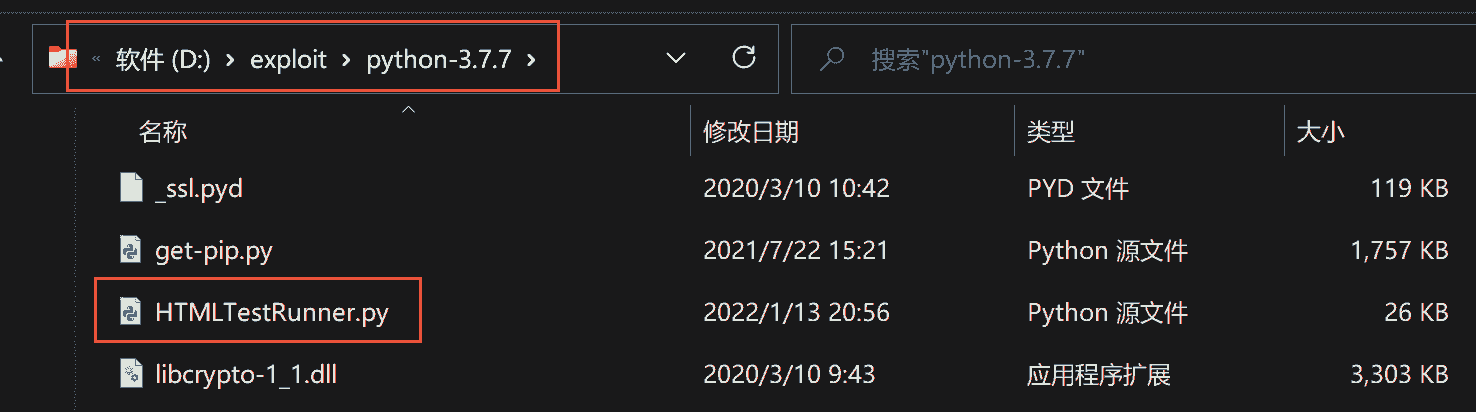 « 软件 (D:) › exploit › python-3.7.7 › 搜索"python-3.7.7"
名称 修改日期 类型 大小
_ssl.pyd 2020/3/10 10:42 PYD 文件 119 KB
get-pip.py 2021/7/22 15:21 Python 源文件 1,757 KB
HTMLTestRunner.py 2022/1/13 20:56 Python 源文件 26 KB
libcrypto-1_1.dll 2020/3/10 9:43 应用程序扩展 3,303 KB